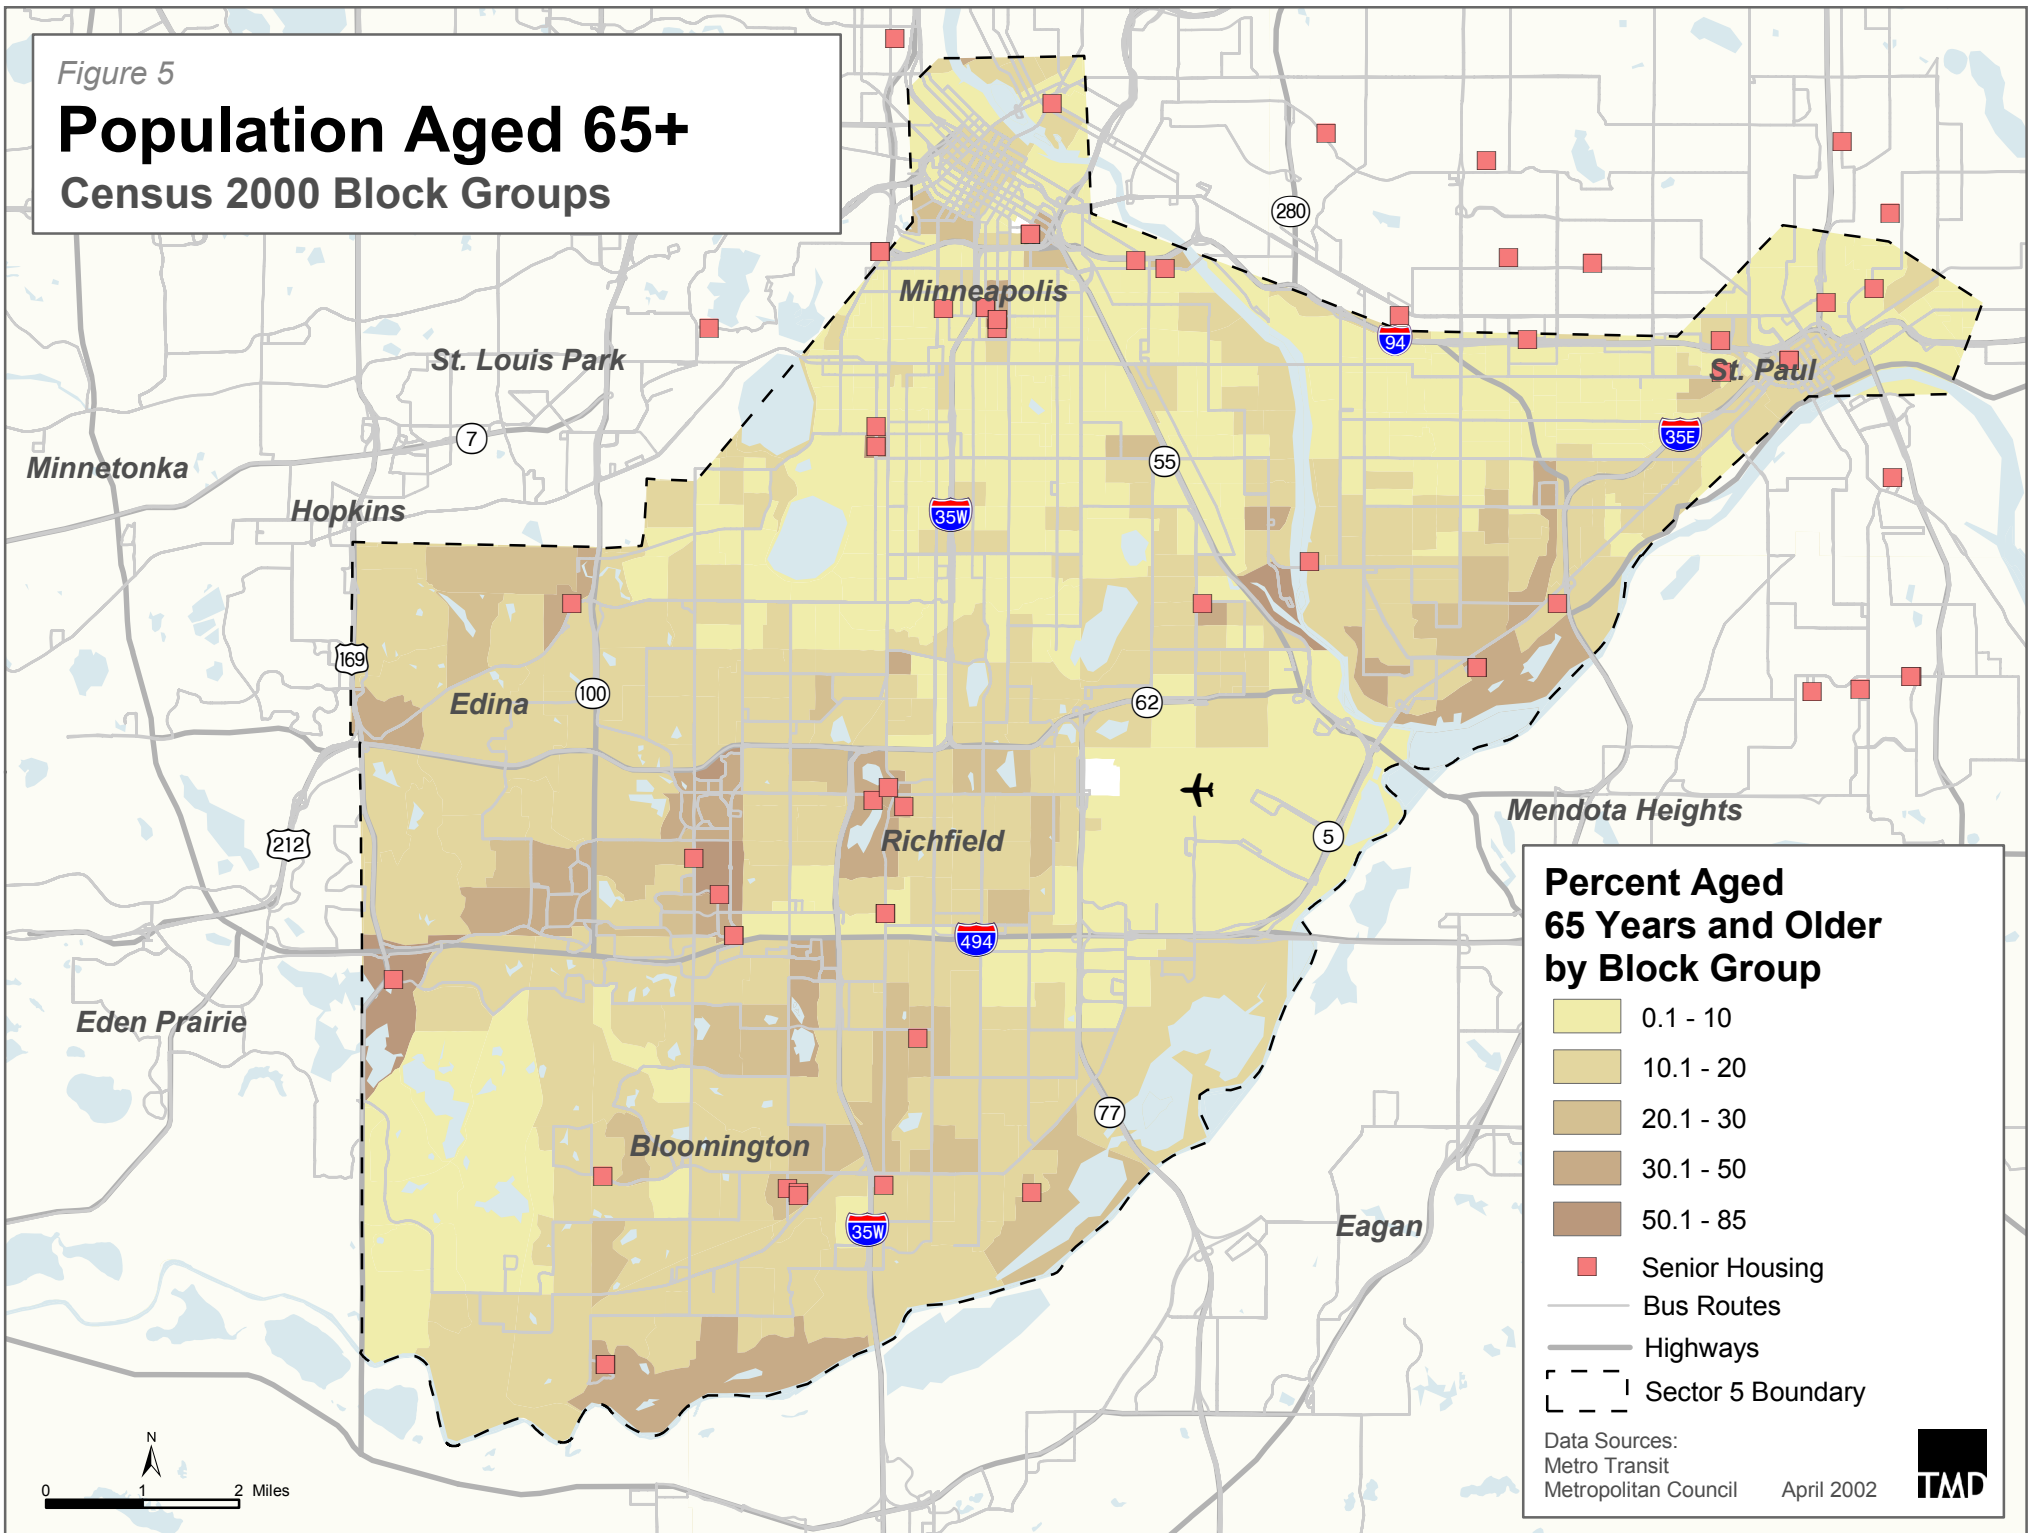 Figure 5
Population Aged 65+
Census 2000 Block Groups
280
Minneapolis
94
St. Louis Park
St. Paul
7
35E
Minnetonka
55
Hopkins
35W
169
Edina
100
62
Mendota Heights
212
Richfield
5
494
Eden Prairie
77
Bloomington
35W
Eagan
Percent Aged
65 Years and Older
by Block Group
0.1 - 10
10.1 - 20
20.1 - 30
30.1 - 50
50.1 - 85
Senior Housing
Bus Routes
Highways
Sector 5 Boundary
Data Sources:
Metro Transit
Metropolitan Council April 2002
TMD
N
0 1 2 Miles